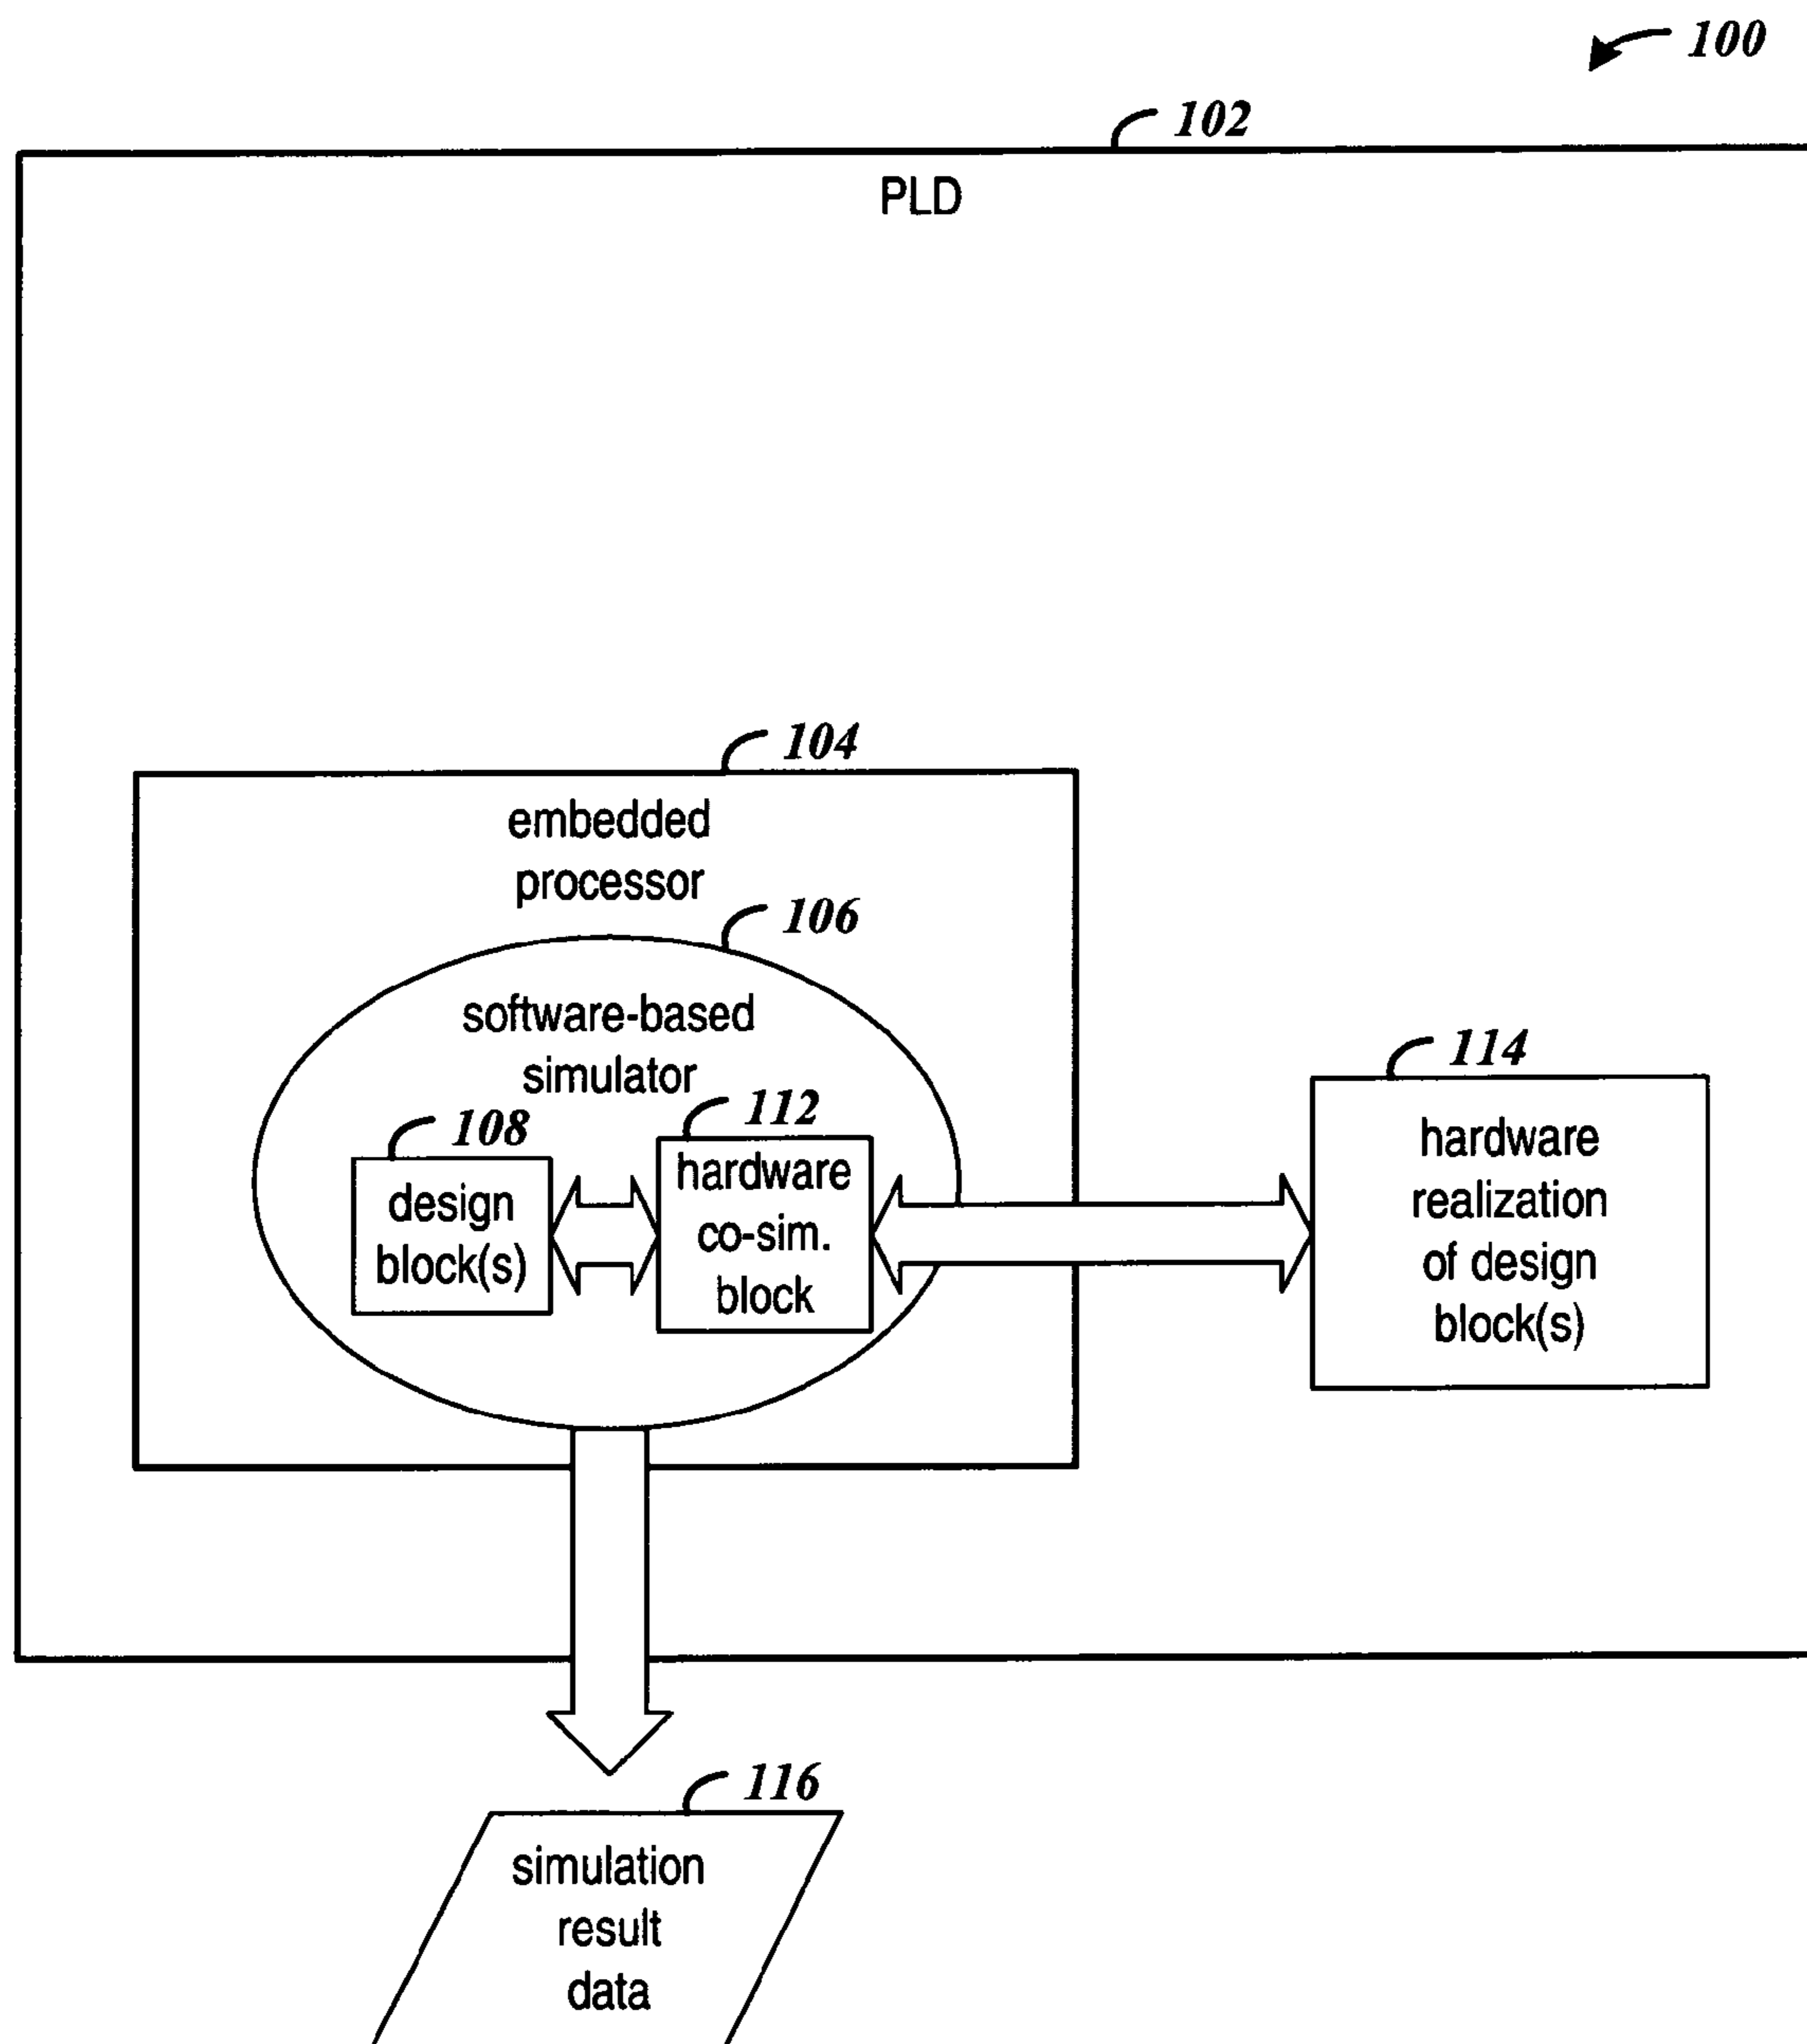 100
102
PLD
104
embedded
processor
106
software-based
simulator
108
design
block(s)
112
hardware
co-sim.
block
114
hardware
realization
of design
block(s)
116
simulation
result
data